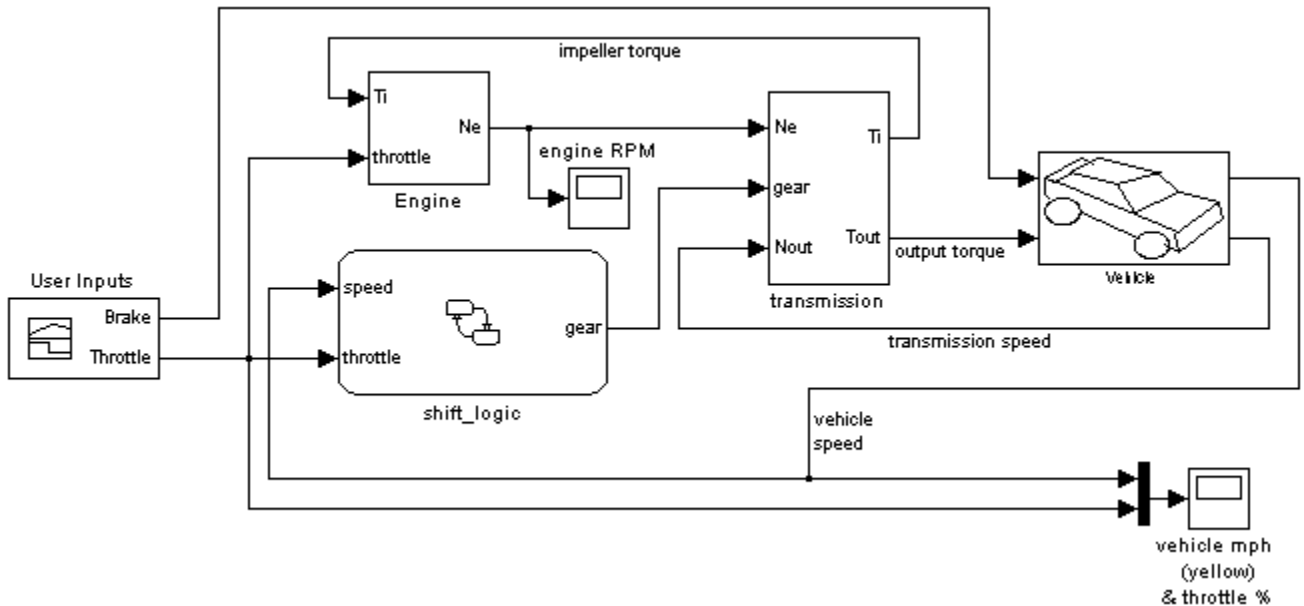 impeller torque
Ti
Ne
throttle
Engine
engine RPM
Ne
gear
Nout
Ti
Tout
transmission
output torque
Vehicle
transmission speed
User Inputs
Brake
Throttle
speed
throttle
gear
shift_logic
vehicle
speed
vehicle mph
(yellow)
& throttle %